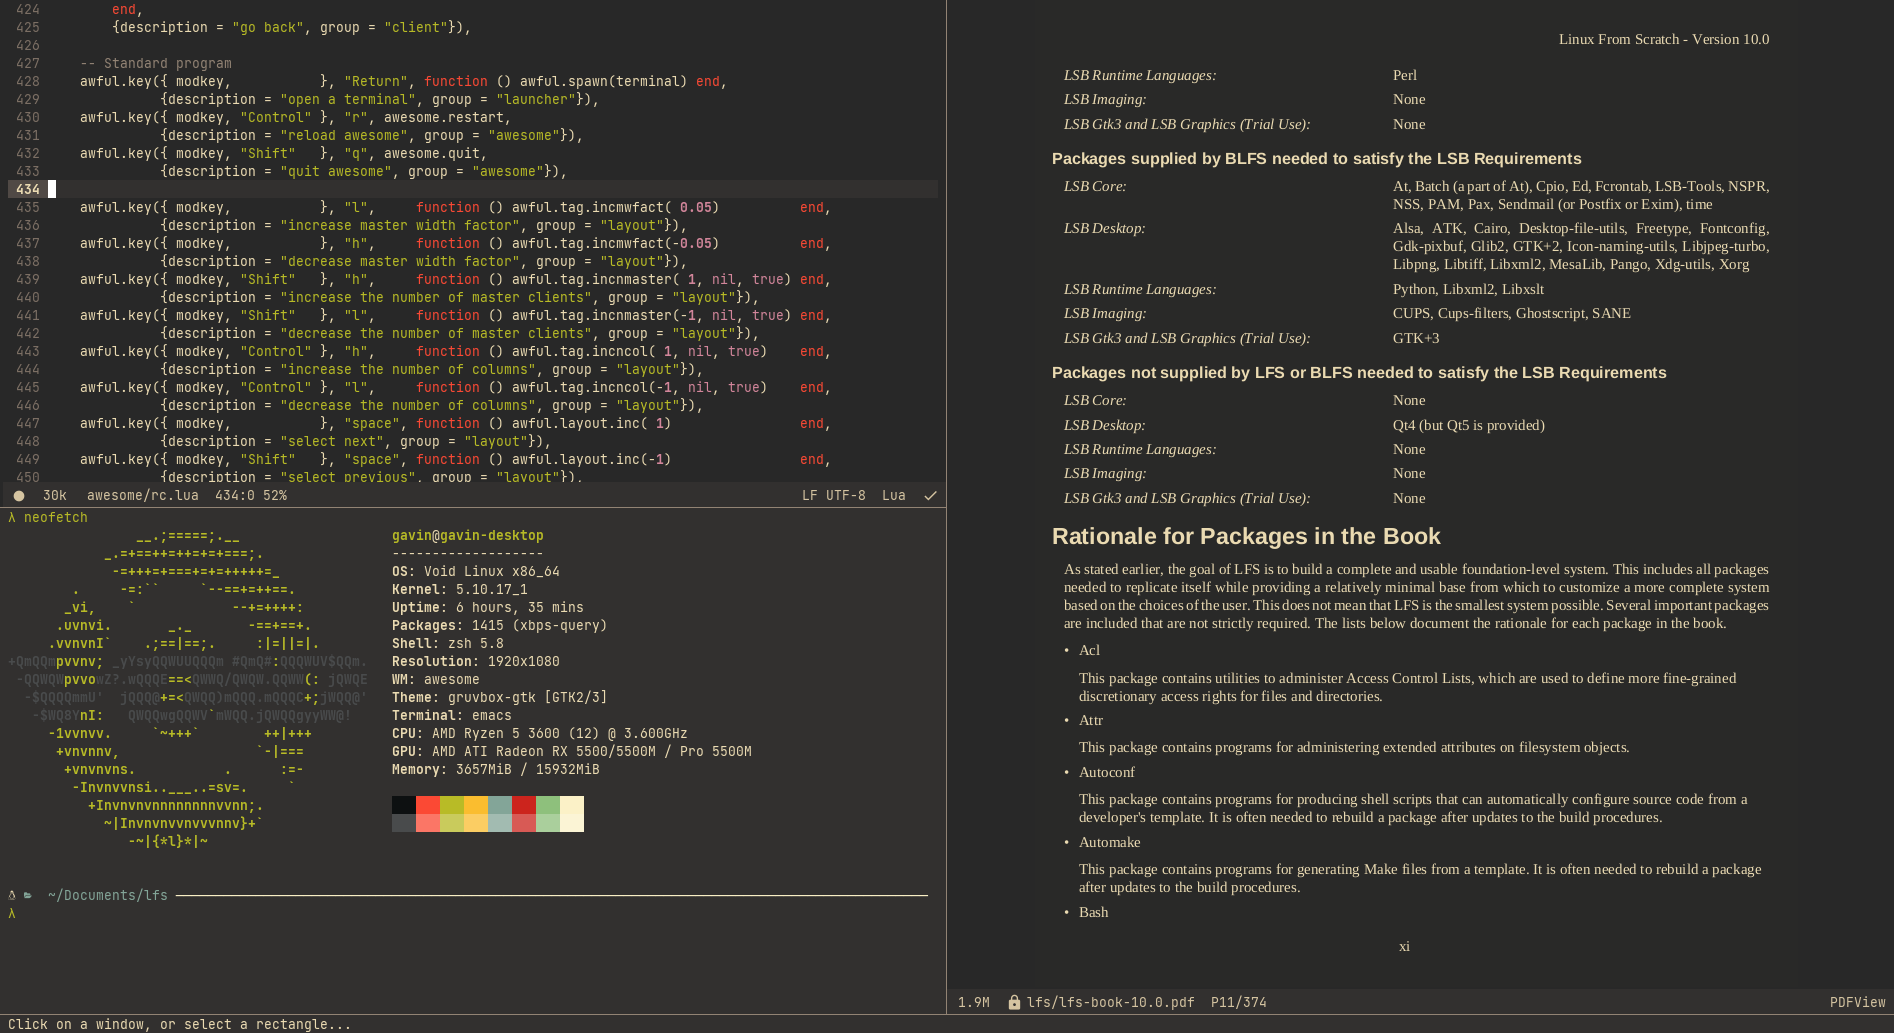 424         end,
425         {description = "go back", group = "client"}),
426
427     -- Standard program
428     awful.key({ modkey,           }, "Return", function () awful.spawn(terminal) end,
429               {description = "open a terminal", group = "launcher"}),
430     awful.key({ modkey, "Control" }, "r", awesome.restart,
431               {description = "reload awesome", group = "awesome"}),
432     awful.key({ modkey, "Shift"   }, "q", awesome.quit,
433               {description = "quit awesome", group = "awesome"}),
434
435     awful.key({ modkey,           }, "l",     function () awful.tag.incmwfact( 0.05)          end,
436               {description = "increase master width factor", group = "layout"}),
437     awful.key({ modkey,           }, "h",     function () awful.tag.incmwfact(-0.05)          end,
438               {description = "decrease master width factor", group = "layout"}),
439     awful.key({ modkey, "Shift"   }, "h",     function () awful.tag.incnmaster( 1, nil, true) end,
440               {description = "increase the number of master clients", group = "layout"}),
441     awful.key({ modkey, "Shift"   }, "l",     function () awful.tag.incnmaster(-1, nil, true) end,
442               {description = "decrease the number of master clients", group = "layout"}),
443     awful.key({ modkey, "Control" }, "h",     function () awful.tag.incncol( 1, nil, true)    end,
444               {description = "increase the number of columns", group = "layout"}),
445     awful.key({ modkey, "Control" }, "l",     function () awful.tag.incncol(-1, nil, true)    end,
446               {description = "decrease the number of columns", group = "layout"}),
447     awful.key({ modkey,           }, "space", function () awful.layout.inc( 1)                end,
448               {description = "select next", group = "layout"}),
449     awful.key({ modkey, "Shift"   }, "space", function () awful.layout.inc(-1)                end,
450               {description = "select previous", group = "layout"}),
● 30k awesome/rc.lua 434:0 52% LF UTF-8 Lua ✓
λ neofetch
gavin@gavin-desktop
-------------------
OS: Void Linux x86_64
Kernel: 5.10.17_1
Uptime: 6 hours, 35 mins
Packages: 1415 (xbps-query)
Shell: zsh 5.8
Resolution: 1920x1080
WM: awesome
Theme: gruvbox-gtk [GTK2/3]
Terminal: emacs
CPU: AMD Ryzen 5 3600 (12) @ 3.600GHz
GPU: AMD ATI Radeon RX 5500/5500M / Pro 5500M
Memory: 3657MiB / 15932MiB
~/Documents/lfs
λ
Linux From Scratch - Version 10.0
LSB Runtime Languages: Perl
LSB Imaging: None
LSB Gtk3 and LSB Graphics (Trial Use): None
Packages supplied by BLFS needed to satisfy the LSB Requirements
LSB Core: At, Batch (a part of At), Cpio, Ed, Fcrontab, LSB-Tools, NSPR,
NSS, PAM, Pax, Sendmail (or Postfix or Exim), time
LSB Desktop: Alsa, ATK, Cairo, Desktop-file-utils, Freetype, Fontconfig,
Gdk-pixbuf, Glib2, GTK+2, Icon-naming-utils, Libjpeg-turbo,
Libpng, Libtiff, Libxml2, MesaLib, Pango, Xdg-utils, Xorg
LSB Runtime Languages: Python, Libxml2, Libxslt
LSB Imaging: CUPS, Cups-filters, Ghostscript, SANE
LSB Gtk3 and LSB Graphics (Trial Use): GTK+3
Packages not supplied by LFS or BLFS needed to satisfy the LSB Requirements
LSB Core: None
LSB Desktop: Qt4 (but Qt5 is provided)
LSB Runtime Languages: None
LSB Imaging: None
LSB Gtk3 and LSB Graphics (Trial Use): None
Rationale for Packages in the Book
As stated earlier, the goal of LFS is to build a complete and usable foundation-level system. This includes all packages
needed to replicate itself while providing a relatively minimal base from which to customize a more complete system
based on the choices of the user. This does not mean that LFS is the smallest system possible. Several important packages
are included that are not strictly required. The lists below document the rationale for each package in the book.
• Acl
This package contains utilities to administer Access Control Lists, which are used to define more fine-grained
discretionary access rights for files and directories.
• Attr
This package contains programs for administering extended attributes on filesystem objects.
• Autoconf
This package contains programs for producing shell scripts that can automatically configure source code from a
developer's template. It is often needed to rebuild a package after updates to the build procedures.
• Automake
This package contains programs for generating Make files from a template. It is often needed to rebuild a package
after updates to the build procedures.
• Bash
xi
1.9M lfs/lfs-book-10.0.pdf P11/374 PDFView
Click on a window, or select a rectangle...